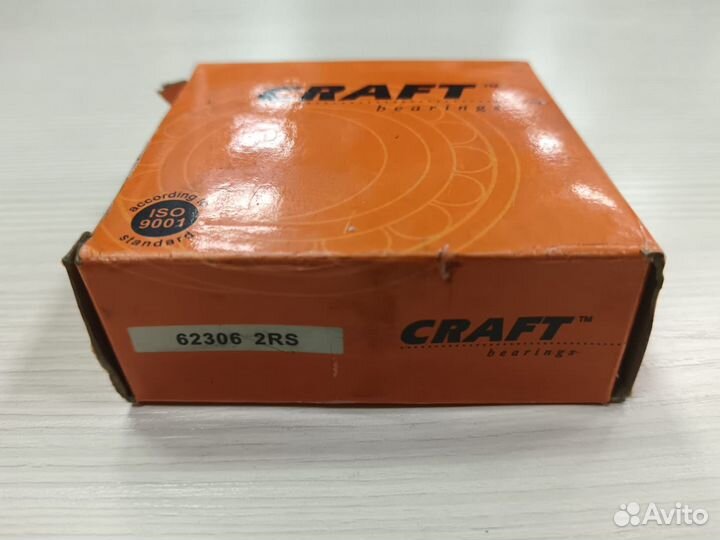 CRAFT™
bearings
according to
ISO
9001
standard
62306 2RS
CRAFT™
bearings
Avito